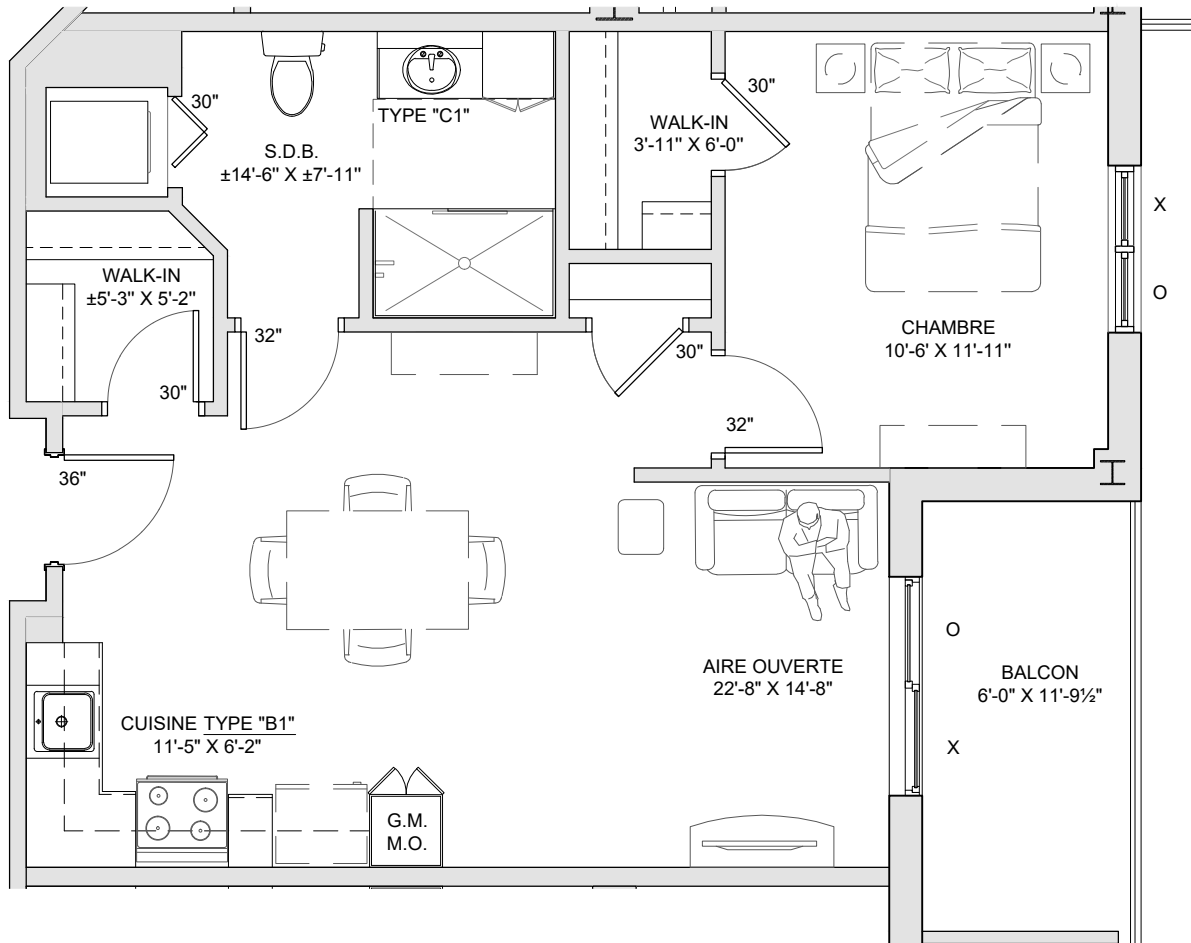 30"
TYPE "C1"
S.D.B.
±14'-6" X ±7'-11"
WALK-IN
3'-11" X 6'-0"
30"
WALK-IN
±5'-3" X 5'-2"
30"
32"
30"
32"
CHAMBRE
10'-6' X 11'-11"
X
O
36"
AIRE OUVERTE
22'-8" X 14'-8"
O
X
BALCON
6'-0" X 11'-9½"
CUISINE TYPE "B1"
11'-5" X 6'-2"
G.M.
M.O.